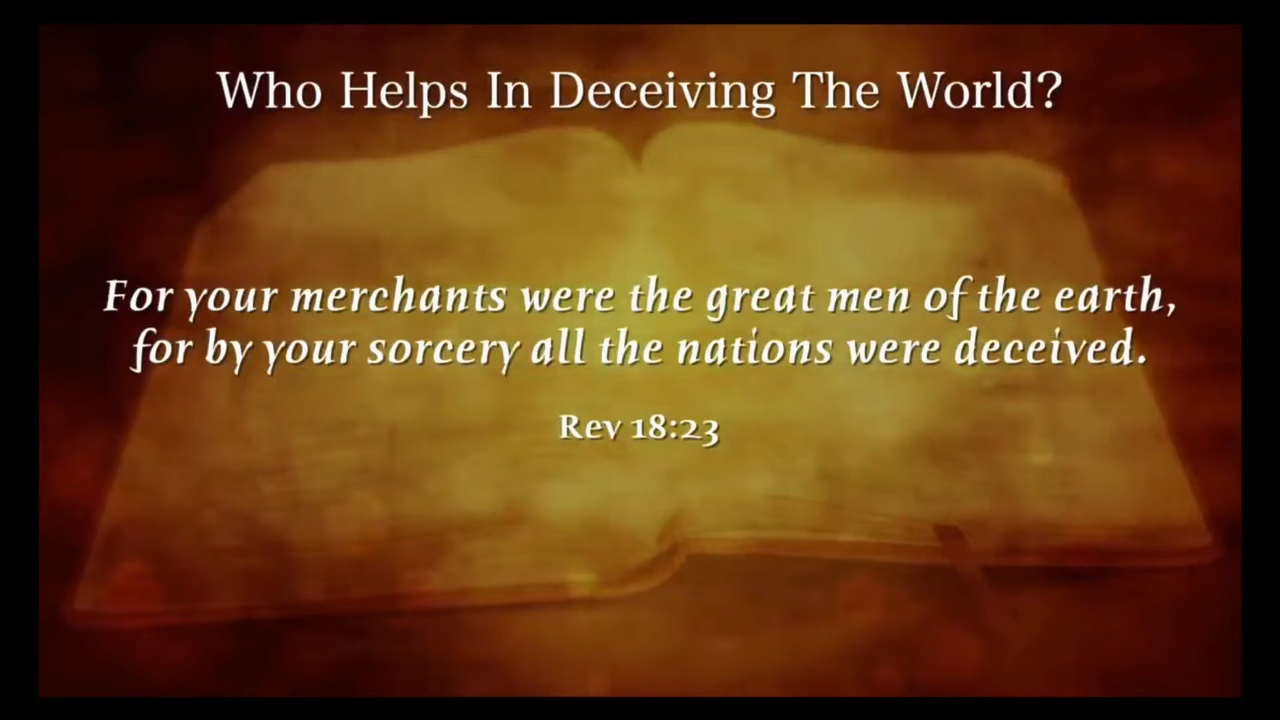 Who Helps In Deceiving The World?
For your merchants were the great men of the earth,
for by your sorcery all the nations were deceived.
Rev 18:23